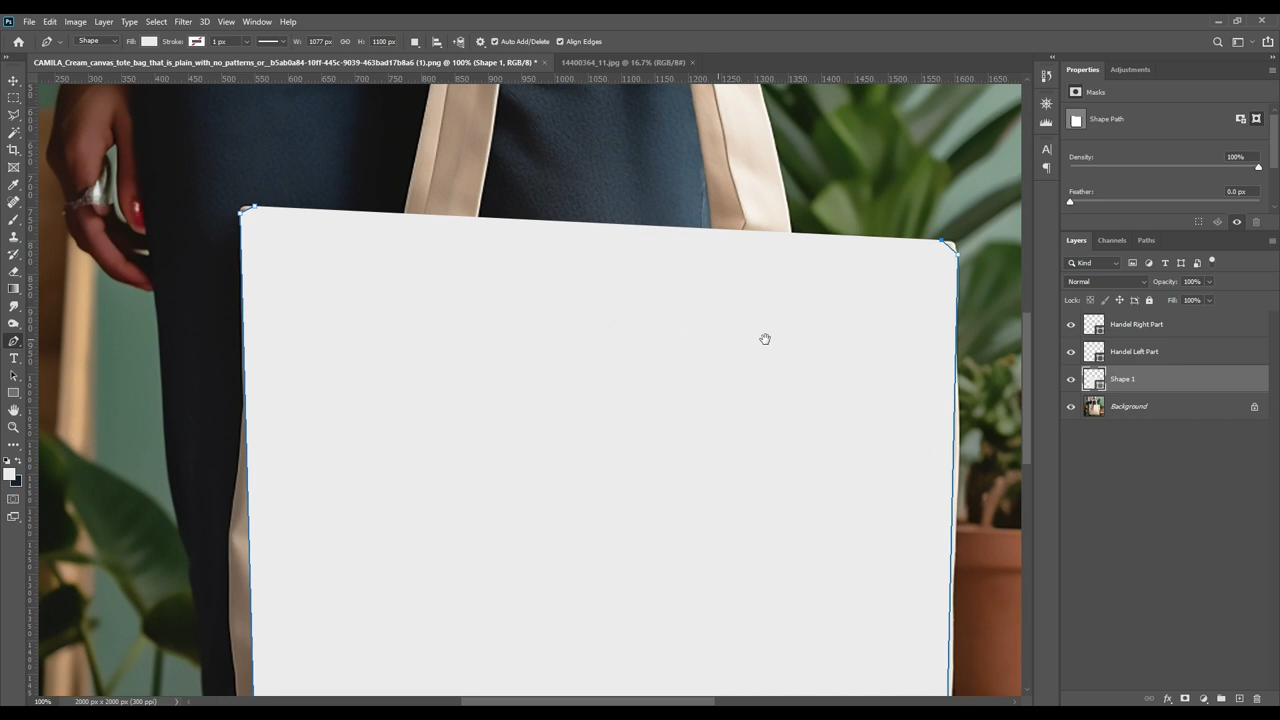 Ps File Edit Image Layer Type Select Filter 3D View Window Help
Shape Fill: Stroke: 1 px W: 1077 px H: 1100 px Auto Add/Delete Align Edges
CAMILA_Cream_canvas_tote_bag_that_is_plain_with_no_patterns_or_b5ab0a84-10ff-445c-9039-463bad17b8a6 (1).png @ 100% (Shape 1, RGB/8) * × 14400364_11.jpg @ 16.7% (RGB/8#) ×
250 300 350 400 450 500 550 600 650 700 750 800 850 900 950 1000 1050 1100 1150 1200 1250 1300 1350 1400 1450 1500 1550 1600 1650
Properties Adjustments
Masks
Shape Path
Density: 100%
Feather: 0.0 px
Layers Channels Paths
Kind
Normal Opacity: 100%
Lock: Fill: 100%
Handel Right Part
Handel Left Part
Shape 1
Background
100% 2000 px x 2000 px (300 ppi)